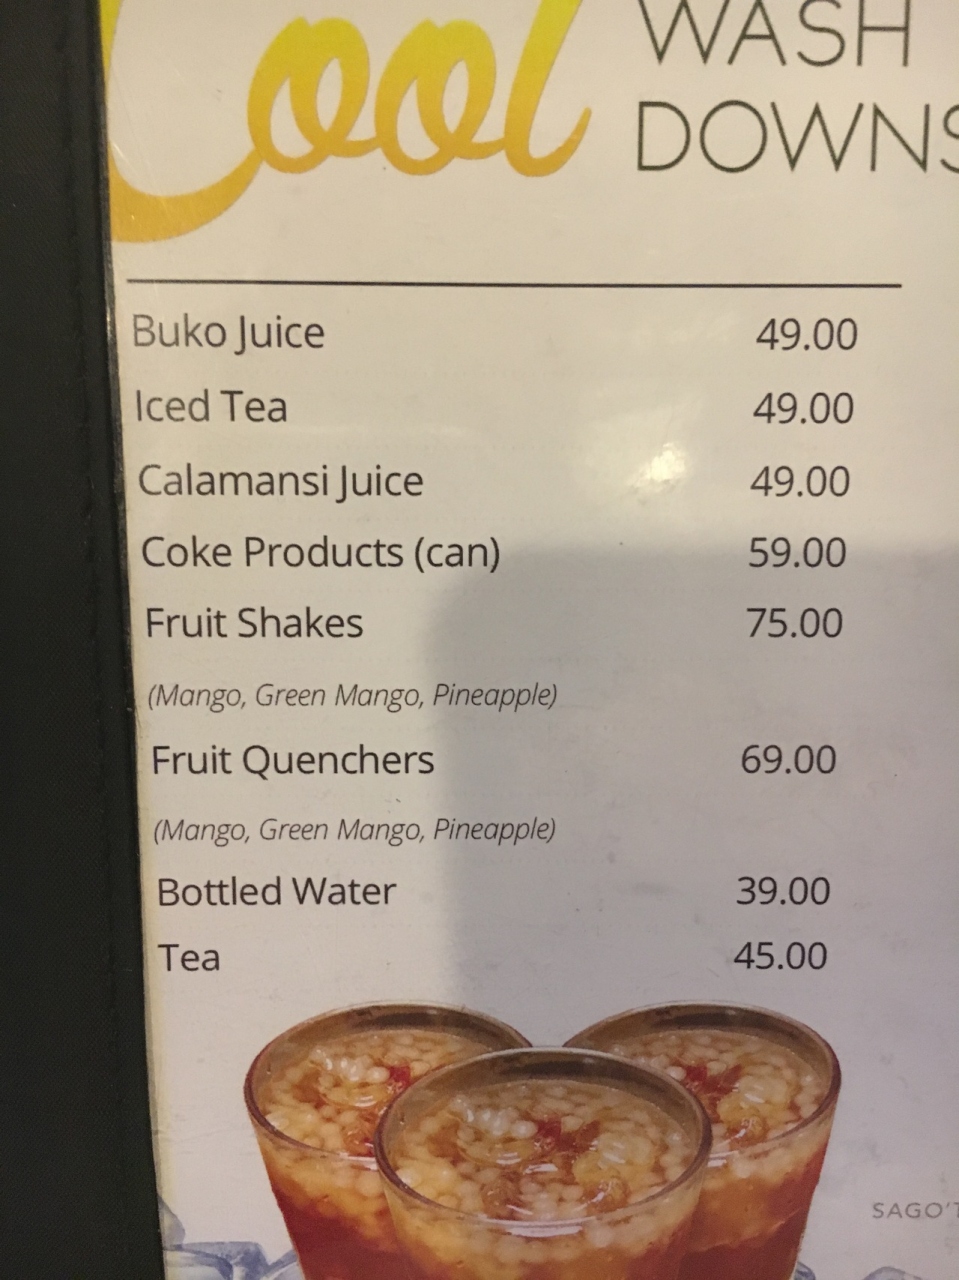 Cool WASH
DOWNS
Buko Juice 49.00
Iced Tea 49.00
Calamansi Juice 49.00
Coke Products (can) 59.00
Fruit Shakes 75.00
(Mango, Green Mango, Pineapple)
Fruit Quenchers 69.00
(Mango, Green Mango, Pineapple)
Bottled Water 39.00
Tea 45.00
SAGO'T